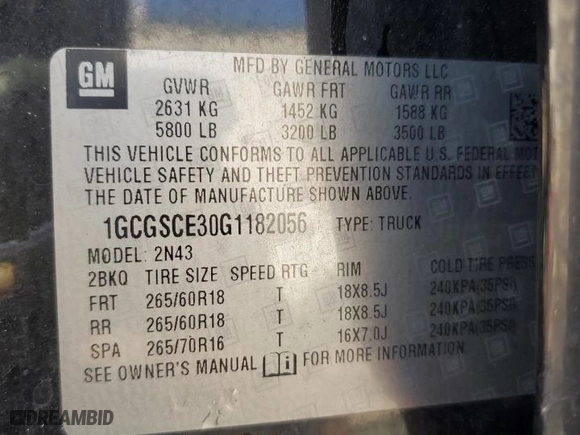 GM
MFD BY GENERAL MOTORS LLC
GVWR GAWR FRT GAWR RR
2631 KG 1452 KG 1588 KG
5800 LB 3200 LB 3500 LB
THIS VEHICLE CONFORMS TO ALL APPLICABLE U.S. FEDERAL MOT
VEHICLE SAFETY AND THEFT PREVENTION STANDARDS IN EFFECT
THE DATE OF MANUFACTURE SHOWN ABOVE.
1GCGSCE30G1182056 TYPE: TRUCK
MODEL: 2N43
2BKQ TIRE SIZE SPEED RTG RIM COLD TIRE PRESS
FRT 265/60R18 T 18X8.5J 240KPA(35PSI)
RR 265/60R18 T 18X8.5J 240KPA(35PSI)
SPA 265/70R16 T 16X7.0J 240KPA(35PSI)
SEE OWNER'S MANUAL FOR MORE INFORMATION
DREAMBID